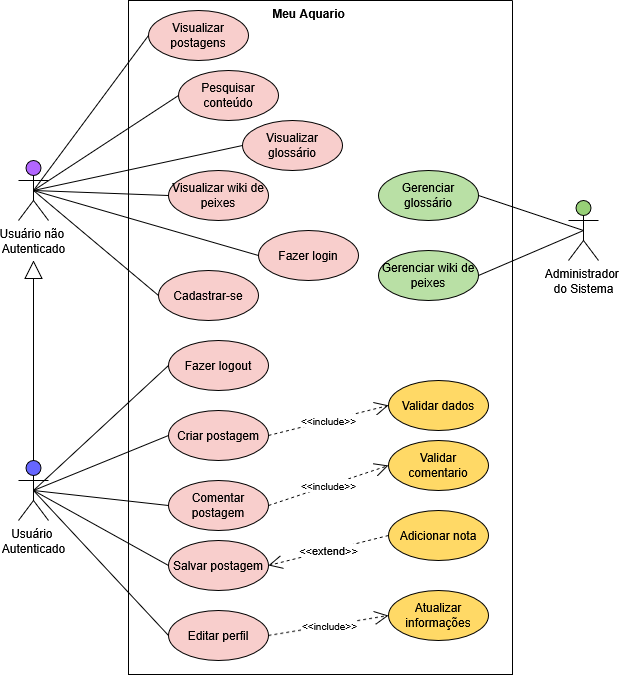 Meu Aquario
Visualizar
postagens
Pesquisar
conteúdo
Visualizar
glossário
Visualizar wiki de
peixes
Gerenciar
glossário
Usuário não
Autenticado
Fazer login
Gerenciar wiki de
peixes
Administrador
do Sistema
Cadastrar-se
Fazer logout
Validar dados
<<include>>
Criar postagem
Validar
comentario
<<include>>
Comentar
postagem
Usuário
Autenticado
Adicionar nota
<<extend>>
Salvar postagem
Atualizar
informações
<<include>>
Editar perfil